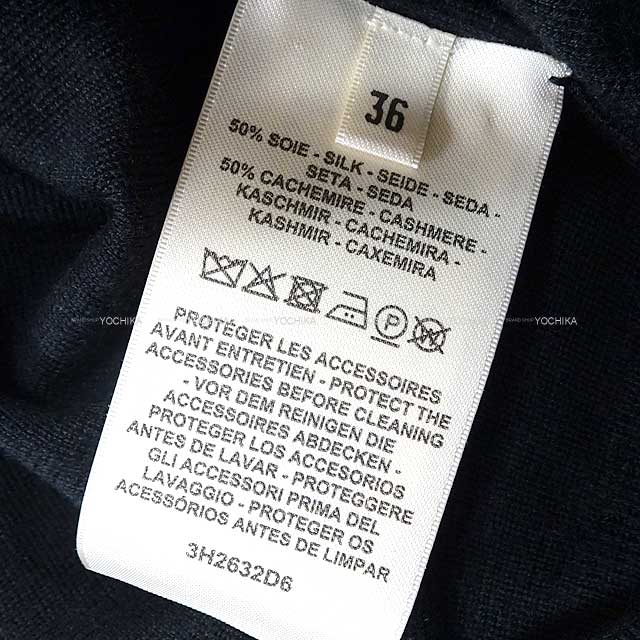 36
50% SOIE - SILK - SEIDE - SEDA -
SETA - SEDA
50% CACHEMIRE - CASHMERE -
KASCHMIR - CACHEMIRA -
KASHMIR - CAXEMIRA
P
W
PROTÉGER LES ACCESSOIRES
AVANT ENTRETIEN - PROTECT THE
ACCESSORIES BEFORE CLEANING
- VOR DEM REINIGEN DIE
ACCESSOIRES ABDECKEN -
PROTEGER LOS ACCESORIOS
ANTES DE LAVAR - PROTEGGERE
GLI ACCESSORI PRIMA DEL
LAVAGGIO - PROTEGER OS
ACESSÓRIOS ANTES DE LIMPAR
3H2632D6
YOCHIKA
YOCHIKA